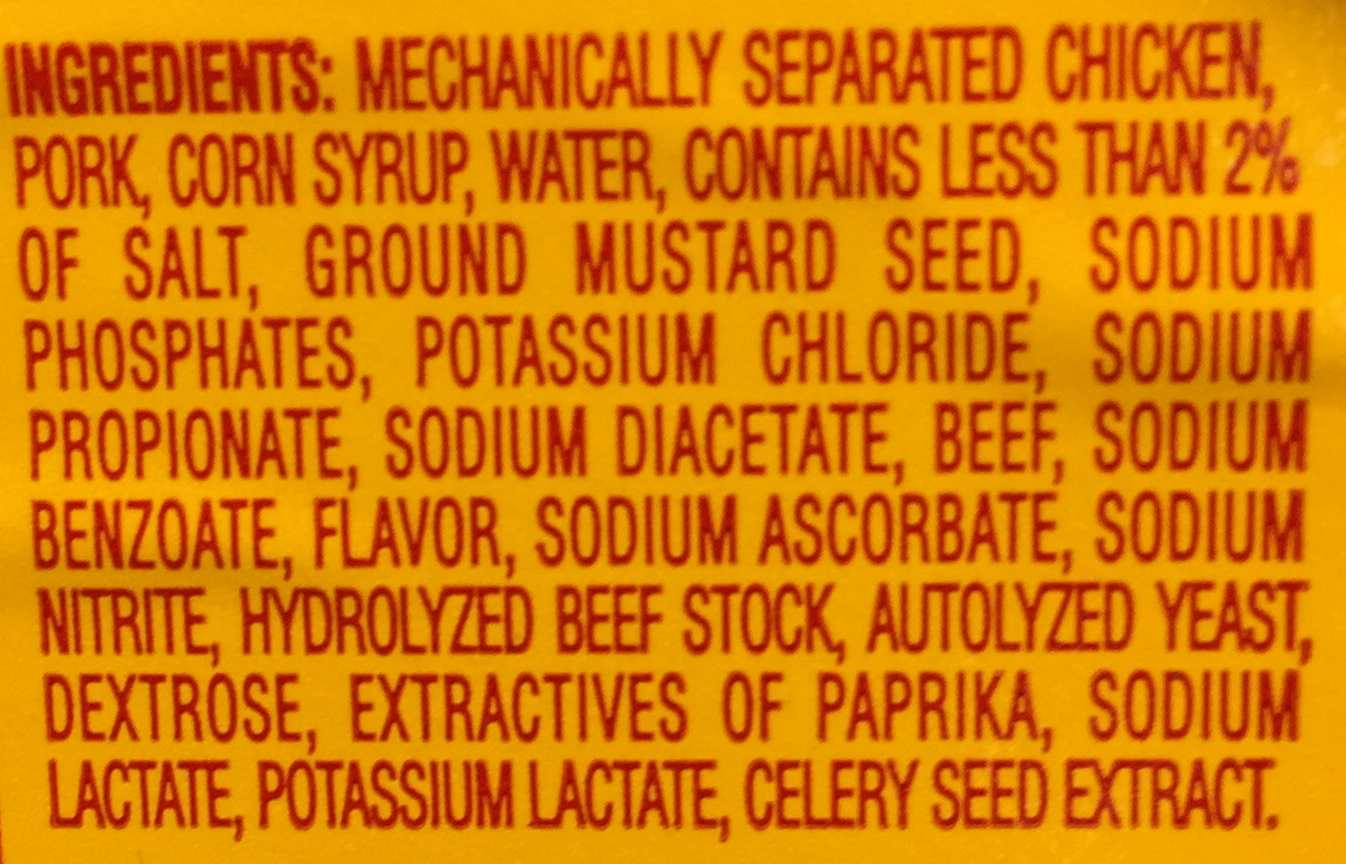 INGREDIENTS: MECHANICALLY SEPARATED CHICKEN,
PORK, CORN SYRUP, WATER, CONTAINS LESS THAN 2%
OF SALT, GROUND MUSTARD SEED, SODIUM
PHOSPHATES, POTASSIUM CHLORIDE, SODIUM
PROPIONATE, SODIUM DIACETATE, BEEF, SODIUM
BENZOATE, FLAVOR, SODIUM ASCORBATE, SODIUM
NITRITE, HYDROLYZED BEEF STOCK, AUTOLYZED YEAST,
DEXTROSE, EXTRACTIVES OF PAPRIKA, SODIUM
LACTATE, POTASSIUM LACTATE, CELERY SEED EXTRACT.